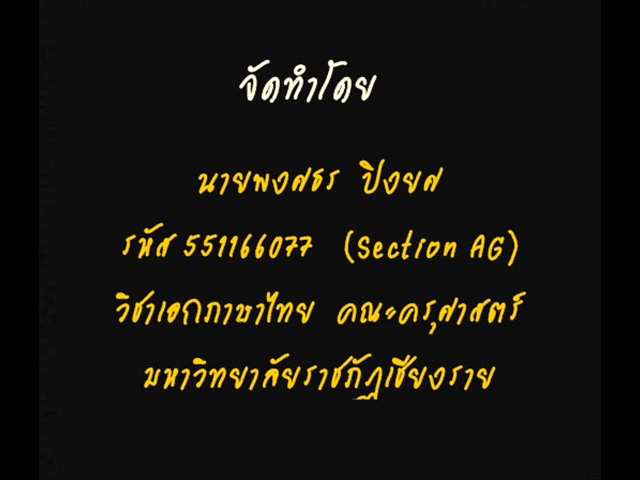 จัดทำโดย
นายพงศธร ปิงยศ
รหัส 551166077 (Section AG)
วิชาเอกภาษาไทย คณะครุศาสตร์
มหาวิทยาลัยราชภัฏเชียงราย